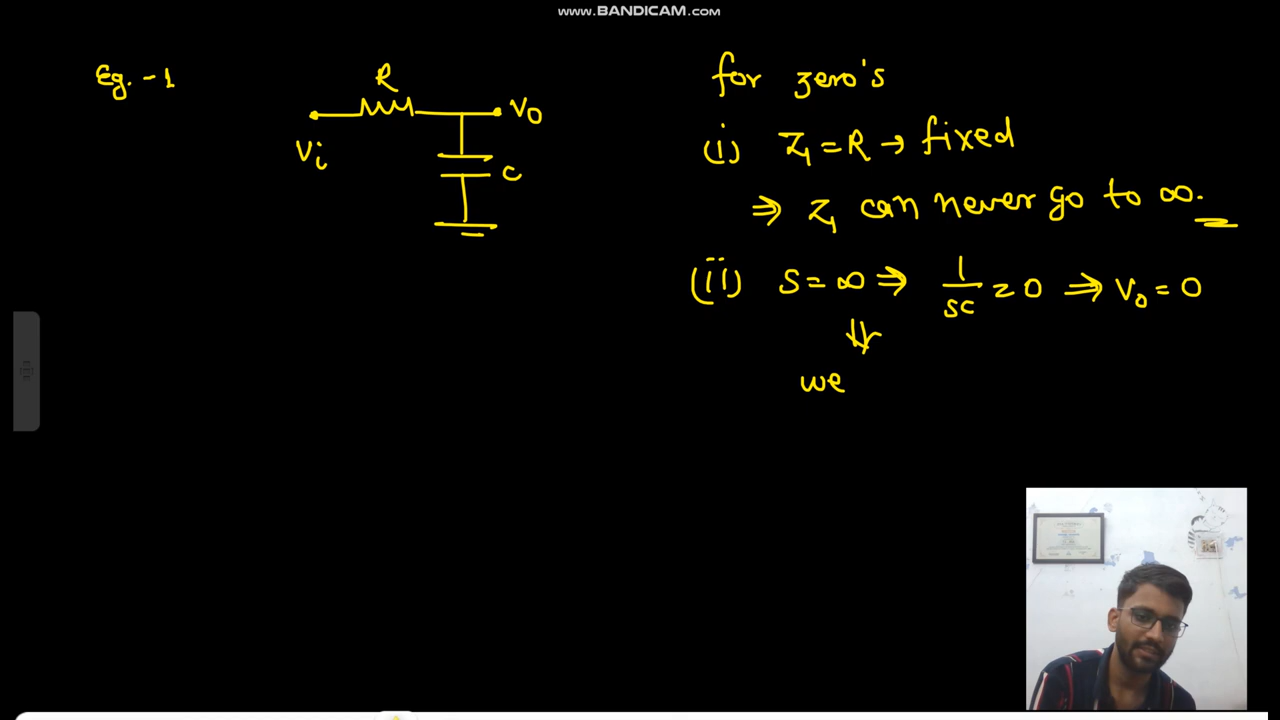 www.BANDICAM.com
Eg. - 1
R
Vo
Vi
C
for zero's
(i) Z₁ = R → fixed
⇒ Z₁ can never go to ∞.
(ii) S = ∞ ⇒ 1/SC = 0 ⇒ V₀ = 0
⇓
we